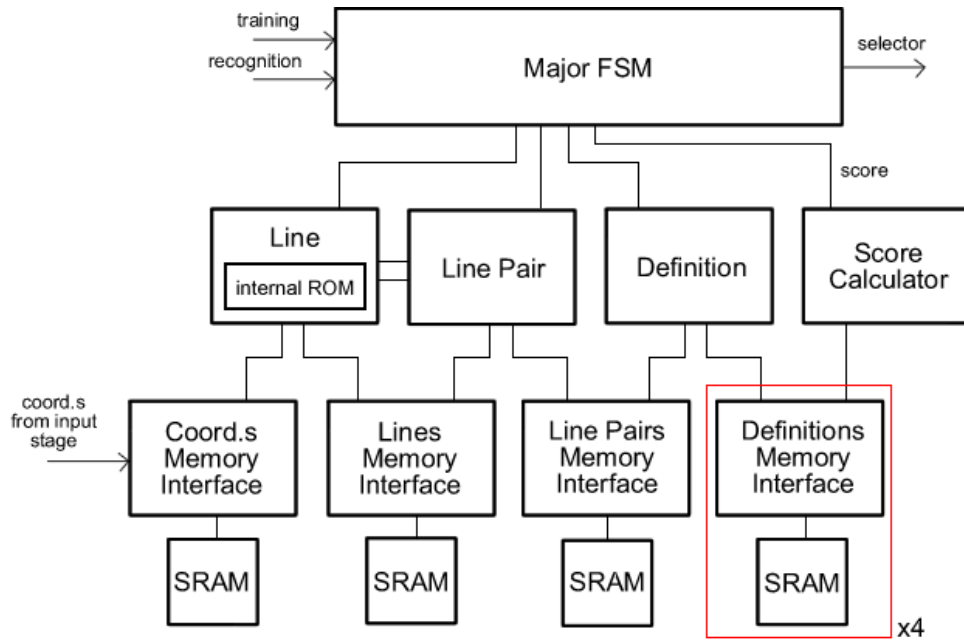 training
recognition
Major FSM
selector
score
Line
internal ROM
Line Pair
Definition
Score
Calculator
coord.s
from input
stage
Coord.s
Memory
Interface
Lines
Memory
Interface
Line Pairs
Memory
Interface
Definitions
Memory
Interface
SRAM
SRAM
SRAM
SRAM
x4